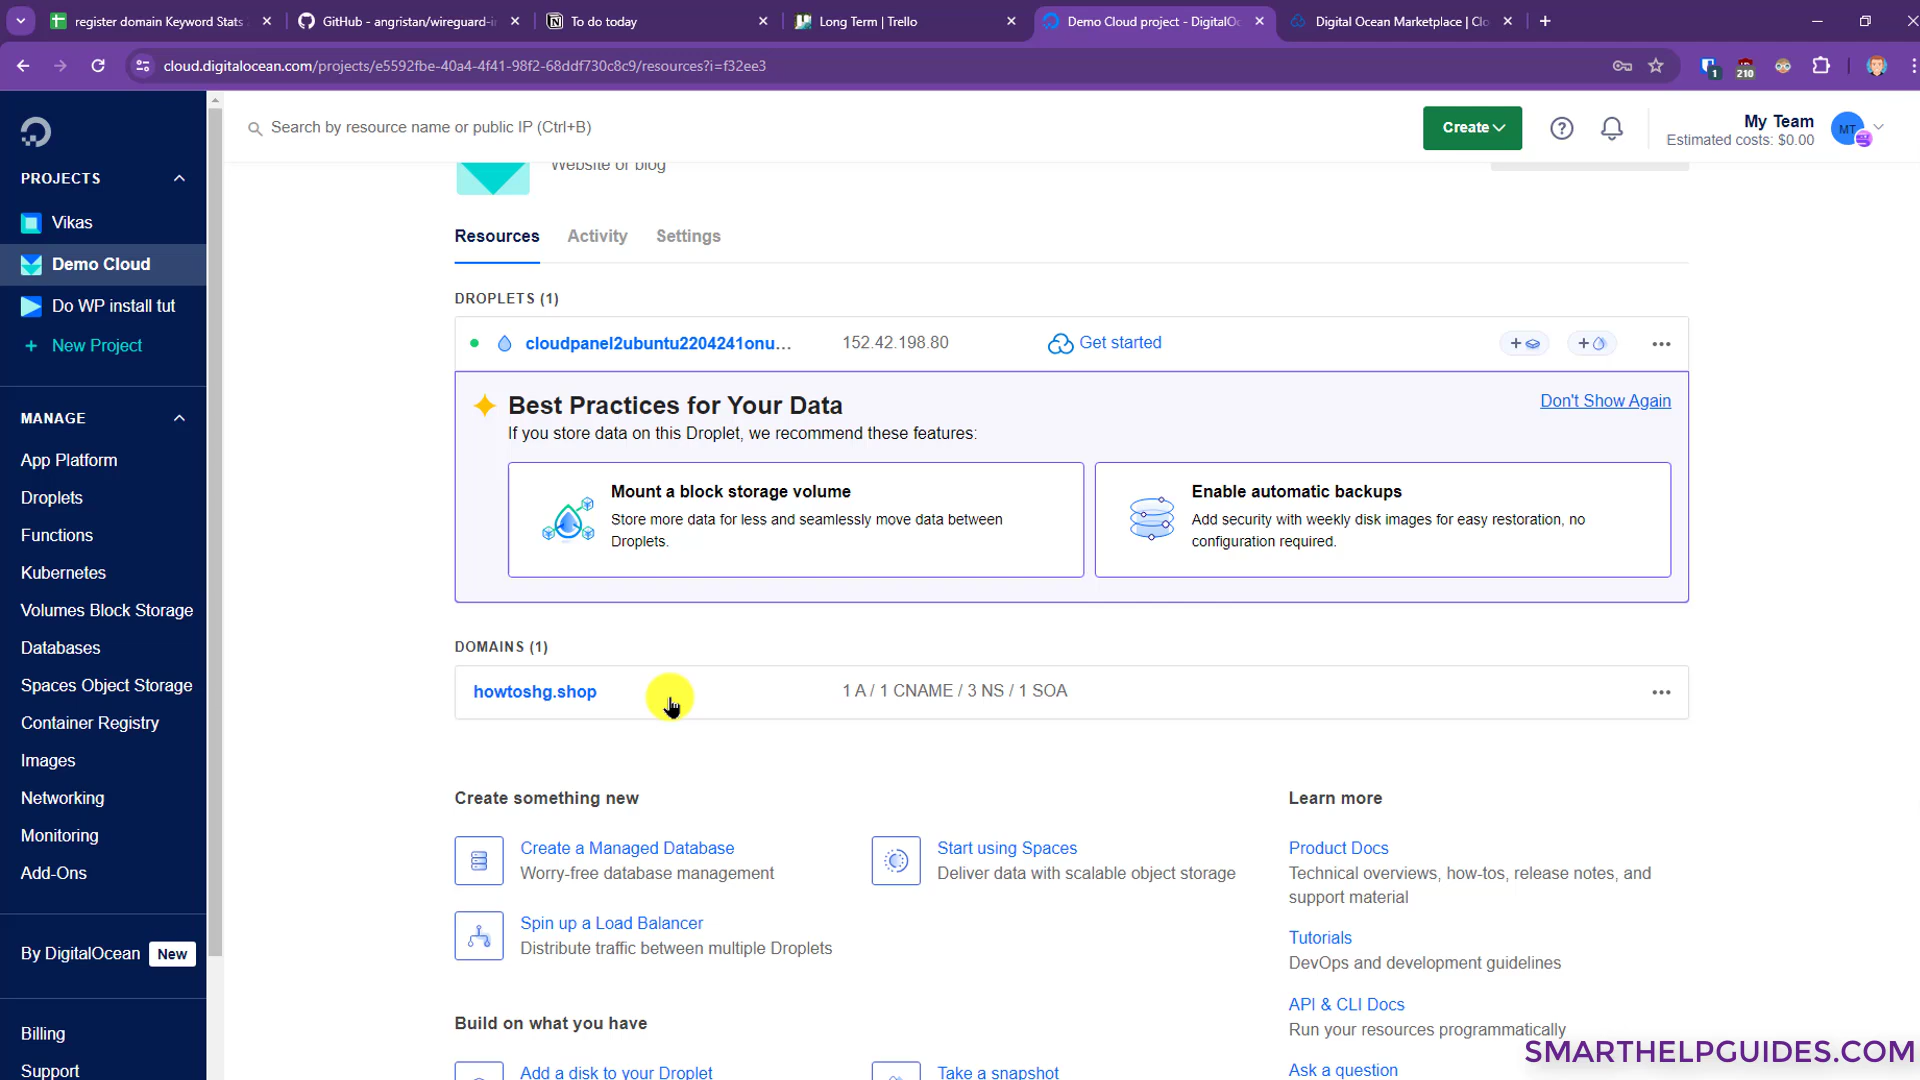 register domain Keyword Stats
GitHub - angristan/wireguard-in
To do today
Long Term | Trello
Demo Cloud project - DigitalOc
Digital Ocean Marketplace | Clo
cloud.digitalocean.com/projects/e5592fbe-40a4-4f41-98f2-68ddf730c8c9/resources?i=f32ee3
1
210
Search by resource name or public IP (Ctrl+B)
Create
My Team
Estimated costs: $0.00
MT
PROJECTS
Vikas
Demo Cloud
Do WP install tut
+ New Project
MANAGE
App Platform
Droplets
Functions
Kubernetes
Volumes Block Storage
Databases
Spaces Object Storage
Container Registry
Images
Networking
Monitoring
Add-Ons
By DigitalOcean New
Billing
Support
Website or blog
Resources Activity Settings
DROPLETS (1)
cloudpanel2ubuntu2204241onu... 152.42.198.80 Get started
Best Practices for Your Data
Don't Show Again
If you store data on this Droplet, we recommend these features:
Mount a block storage volume
Store more data for less and seamlessly move data between
Droplets.
Enable automatic backups
Add security with weekly disk images for easy restoration, no
configuration required.
DOMAINS (1)
howtoshg.shop 1 A / 1 CNAME / 3 NS / 1 SOA
Create something new
Create a Managed Database
Worry-free database management
Start using Spaces
Deliver data with scalable object storage
Spin up a Load Balancer
Distribute traffic between multiple Droplets
Build on what you have
Add a disk to your Droplet
Take a snapshot
Learn more
Product Docs
Technical overviews, how-tos, release notes, and
support material
Tutorials
DevOps and development guidelines
API & CLI Docs
Run your resources programmatically
Ask a question
SMARTHELPGUIDES.COM